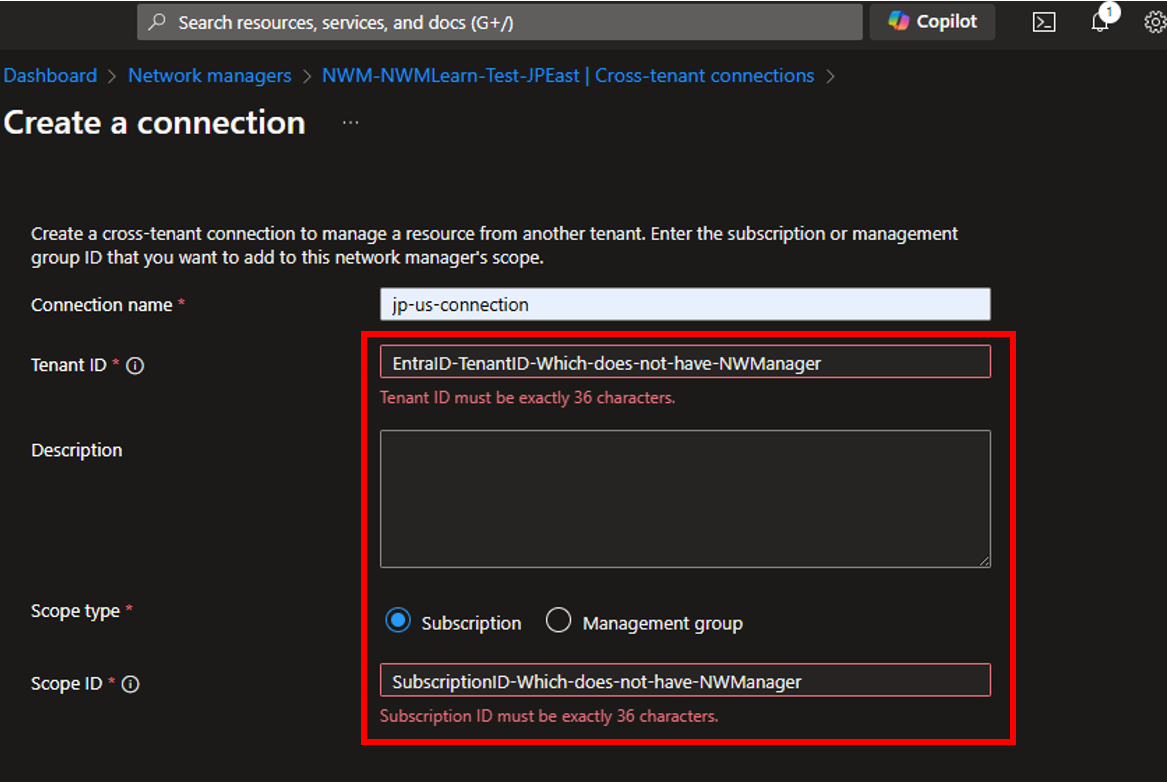 Search resources, services, and docs (G+/)
Copilot
1
Dashboard > Network managers > NWM-NWMLearn-Test-JPEast | Cross-tenant connections >
Create a connection ...
Create a cross-tenant connection to manage a resource from another tenant. Enter the subscription or management
group ID that you want to add to this network manager's scope.
Connection name *
jp-us-connection
Tenant ID *
EntraID-TenantID-Which-does-not-have-NWManager
Tenant ID must be exactly 36 characters.
Description
Scope type *
Subscription
Management group
Scope ID *
SubscriptionID-Which-does-not-have-NWManager
Subscription ID must be exactly 36 characters.